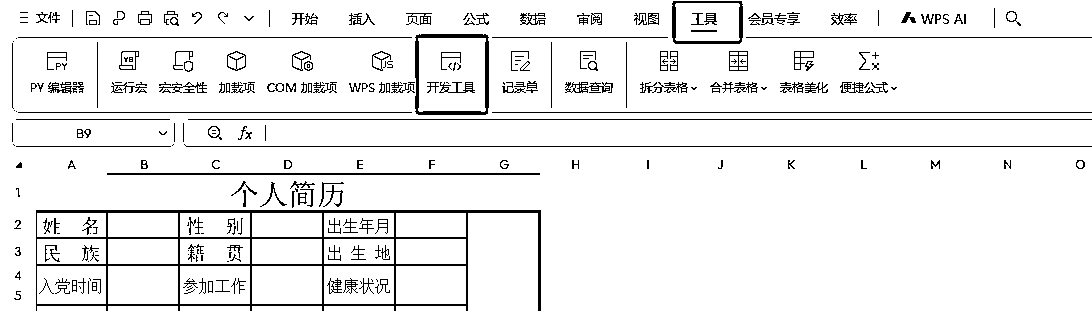 文件 开始 插入 页面 公式 数据 审阅 视图 工具 会员专享 效率 WPS AI
PY 编辑器 运行宏 宏安全性 加载项 COM 加载项 WPS 加载项 开发工具 记录单 数据查询 拆分表格 合并表格 表格美化 便捷公式
B9 fx
A B C D E F G H I J K L M N O
1 个人简历
2 姓 名 性 别 出生年月
3 民 族 籍 贯 出 生 地
4
入党时间 参加工作 健康状况
5